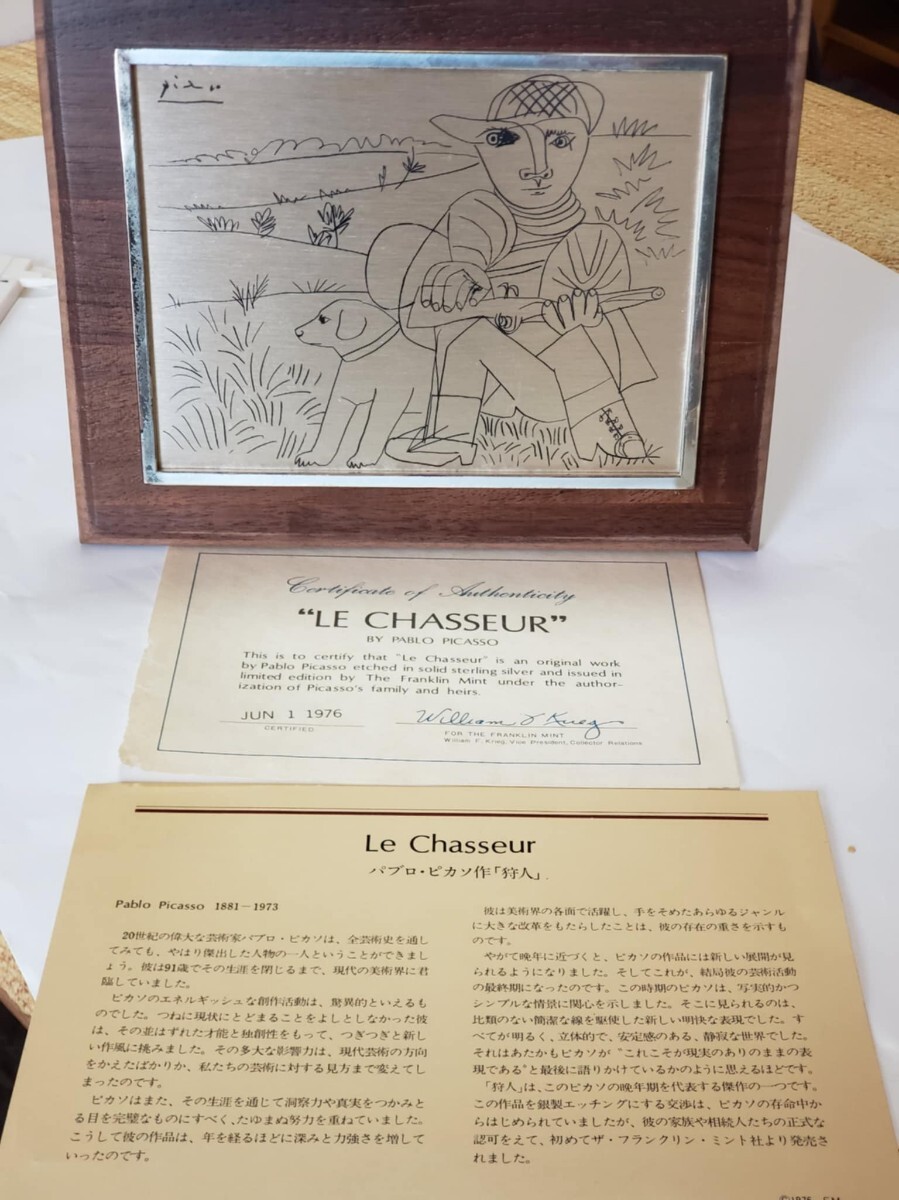 Picasso
Certificate of Authenticity
“LE CHASSEUR”
BY PABLO PICASSO
This is to certify that "Le Chasseur" is an original work
by Pablo Picasso etched in solid sterling silver and issued in
limited edition by The Franklin Mint under the author-
ization of Picasso's family and heirs.
JUN 1 1976
CERTIFIED
William F Krieg
FOR THE FRANKLIN MINT
William F. Krieg, Vice President, Collector Relations
Le Chasseur
パブロ・ピカソ作「狩人」
Pablo Picasso 1881–1973
20世紀の偉大な芸術家パブロ・ピカソは、全芸術史を通し
てみても、やはり傑出した人物の一人ということができまし
ょう。彼は91歳でその生涯を閉じるまで、現代の美術界に君
臨していました。
ピカソのエネルギッシュな創作活動は、驚異的といえるも
のでした。つねに現状にとどまることをよしとしなかった彼
は、その並はずれた才能と独創性をもって、つぎつぎと新し
い作風に挑みました。その多大な影響力は、現代芸術の方向
をかえたばかりか、私たちの芸術に対する見方まで変えてし
まったのです。
ピカソはまた、その生涯を通じて洞察力や真実をつかみと
る目を完璧なものにすべく、たゆまぬ努力を重ねていました。
こうして彼の作品は、年を経るほどに深みと力強さを増して
いったのです。
彼は美術界の各面で活躍し、手をそめたあらゆるジャンル
に大きな改革をもたらしたことは、彼の存在の重さを示すも
のです。
やがて晩年に近づくと、ピカソの作品には新しい展開が見
られるようになりました。そしてこれが、結局彼の芸術活動
の最終期になったのです。この時期のピカソは、写実的かつ
シンプルな情景に関心を示しました。そこに見られるのは、
比類のない簡潔な線を駆使した新しい明快な表現でした。す
べてが明るく、立体的で、安定感のある、静寂な世界でした。
それはあたかもピカソが "これこそが現実のありのままの表
現である"と最後に語りかけているかのように思えるほどです。
「狩人」は、このピカソの晩年期を代表する傑作の一つです。
この作品を銀製エッチングにする交渉は、ピカソの存命中か
らはじめられていましたが、彼の家族や相続人たちの正式な
認可をえて、初めてザ・フランクリン・ミント社より発売さ
れました。